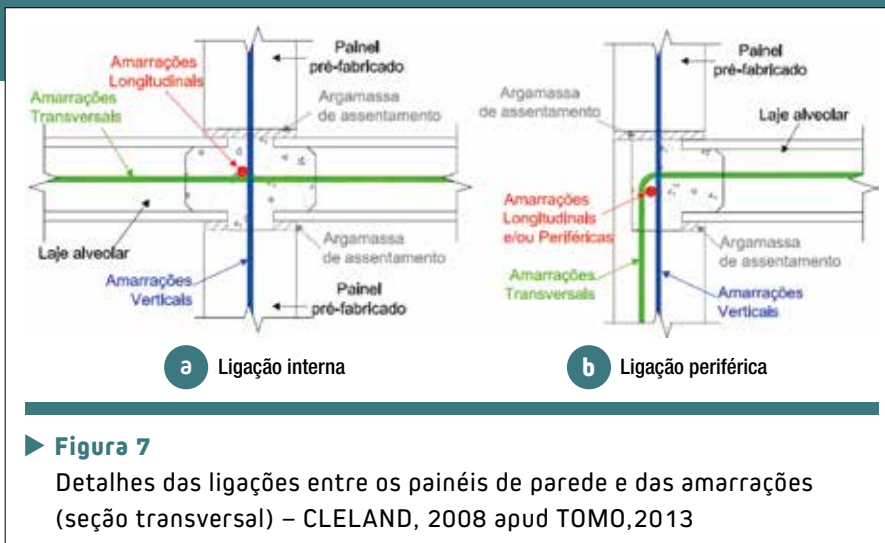 Painel
pré-fabricado
Amarrações
Longitudinais
Amarrações
Transversais
Argamassa
de assentamento
Laje alveolar
Argamassa
de assentamento
Amarrações
Verticais
Painel
pré-fabricado
a Ligação interna
Painel
pré-fabricado
Argamassa
de assentamento
Laje alveolar
Amarrações
Longitudinais
e/ou Periféricas
Argamassa
de assentamento
Amarrações
Transversais
Amarrações
Verticais
b Ligação periférica
Figura 7
Detalhes das ligações entre os painéis de parede e das amarrações
(seção transversal) – CLELAND, 2008 apud TOMO,2013